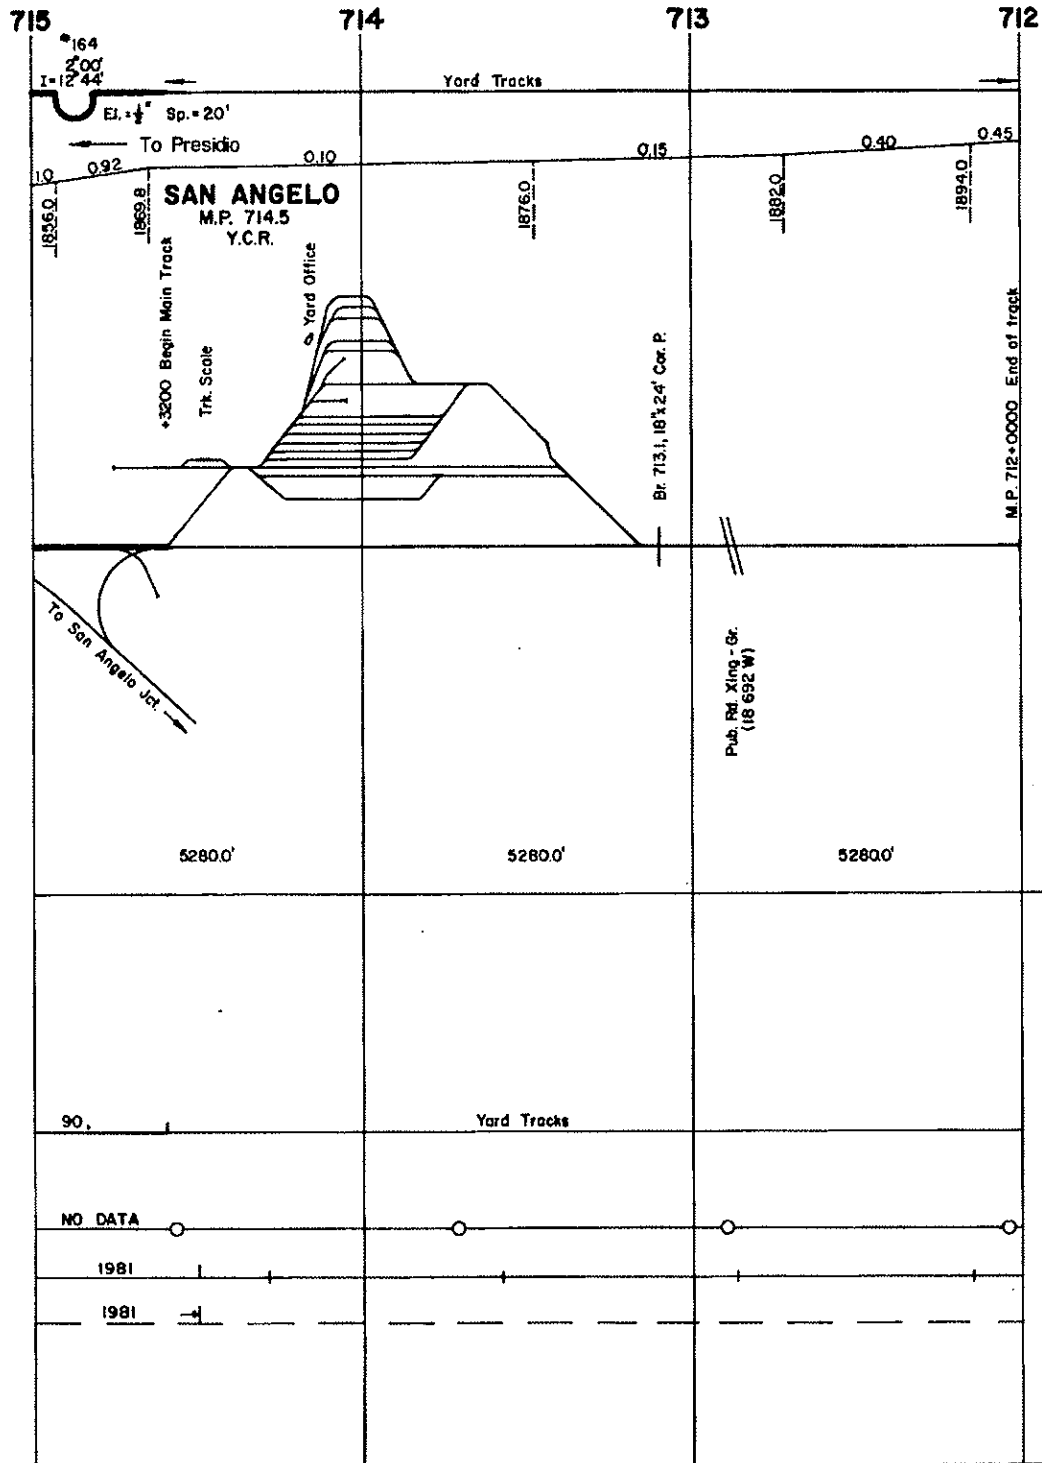 715 714 713 712
#164
2°00'
I=12°44'
Yard Tracks
El.=½" Sp.=20'
To Presidio
1.0 0.92 0.10 0.15 0.40 0.45
1856.0 1869.8 1876.0 1882.0 1894.0
SAN ANGELO
M.P. 714.5
Y.C.R.
+3200 Begin Main Track
Trk. Scale
Yard Office
Br. 713.1, 18"x24' Cor. P.
M.P. 712+0000 End of track
To San Angelo Jct.
Pub. Rd. Xing - Gr.
(18 692 W)
5280.0' 5280.0' 5280.0'
90
Yard Tracks
NO DATA
1981
1981